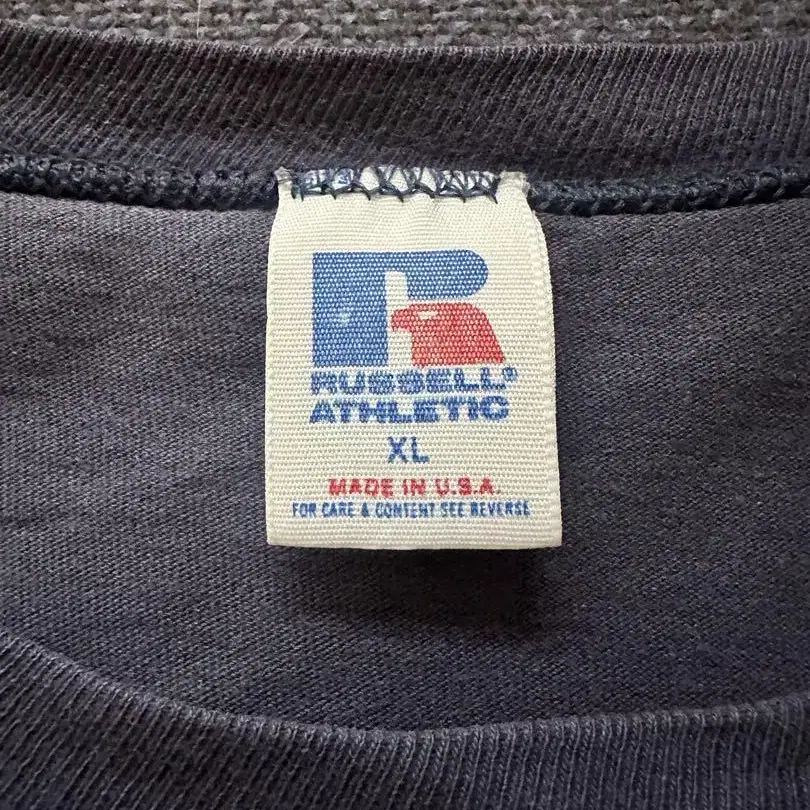 RUSSELL®
ATHLETIC
XL
MADE IN U.S.A.
FOR CARE & CONTENT SEE REVERSE